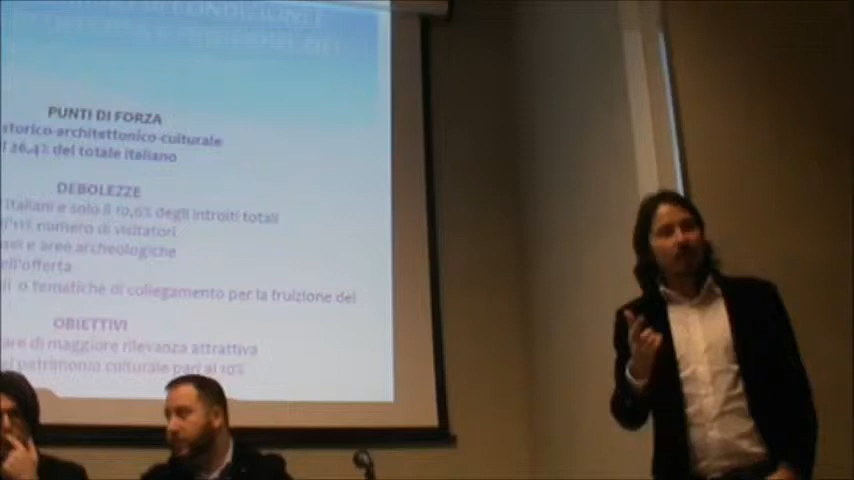 PUNTI DI FORZA
storico-architettonico-culturale
l 26,4% del totale italiano
DEBOLEZZE
italiani e solo il 10,6% degli introiti totali
numero di visitatori
sei e aree archeologiche
ell'offerta
o tematiche di collegamento per la fruizione del
OBIETTIVI
are di maggiore rilevanza attrattiva
patrimonio culturale pari al 10%